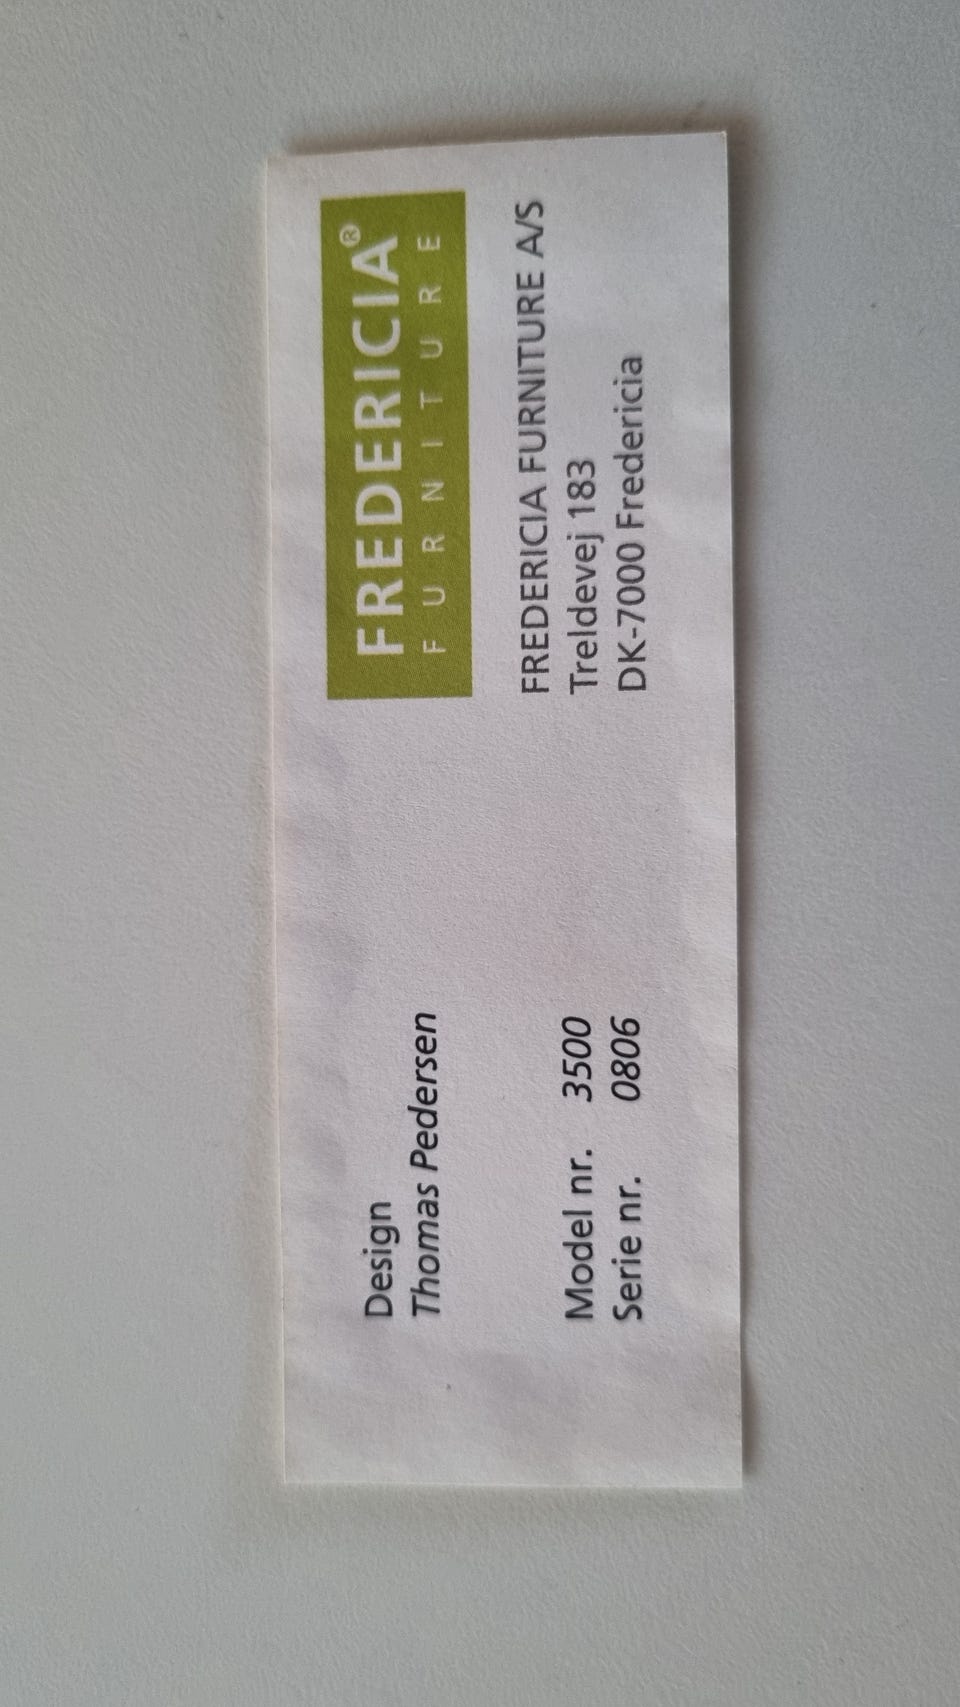 Design
Thomas Pedersen
Model nr. 3500
Serie nr. 0806
FREDERICIA®
FURNITURE
FREDERICIA FURNITURE A/S
Treldevej 183
DK-7000 Fredericia